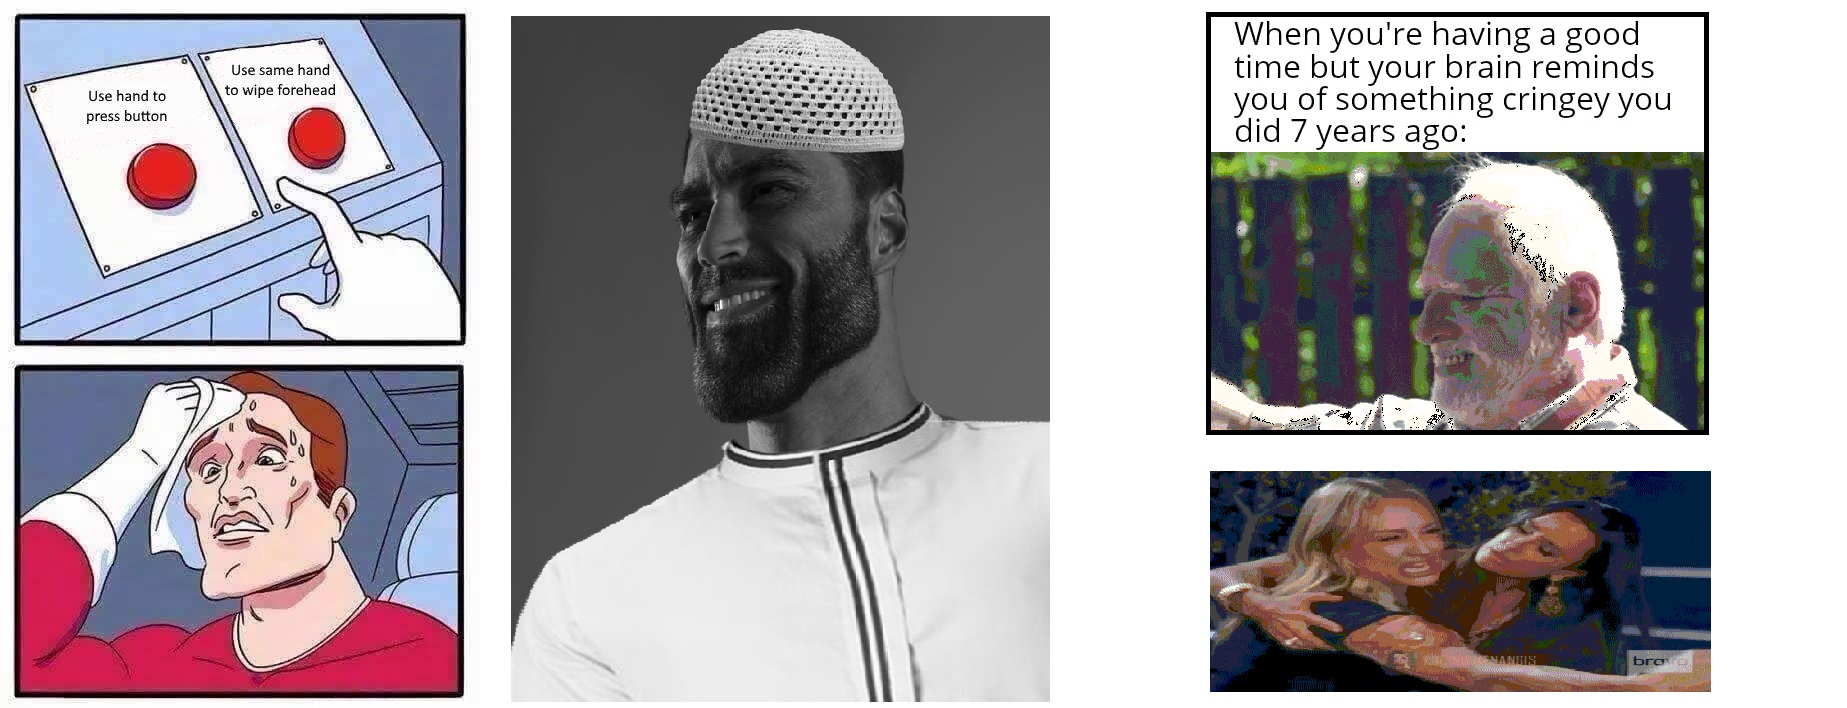 Use hand to
press button
Use same hand
to wipe forehead
When you're having a good
time but your brain reminds
you of something cringey you
did 7 years ago:
bravo